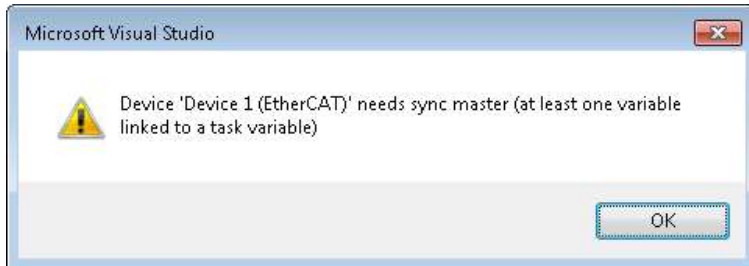 Microsoft Visual Studio
Device 'Device 1 (EtherCAT)' needs sync master (at least one variable
linked to a task variable)
OK